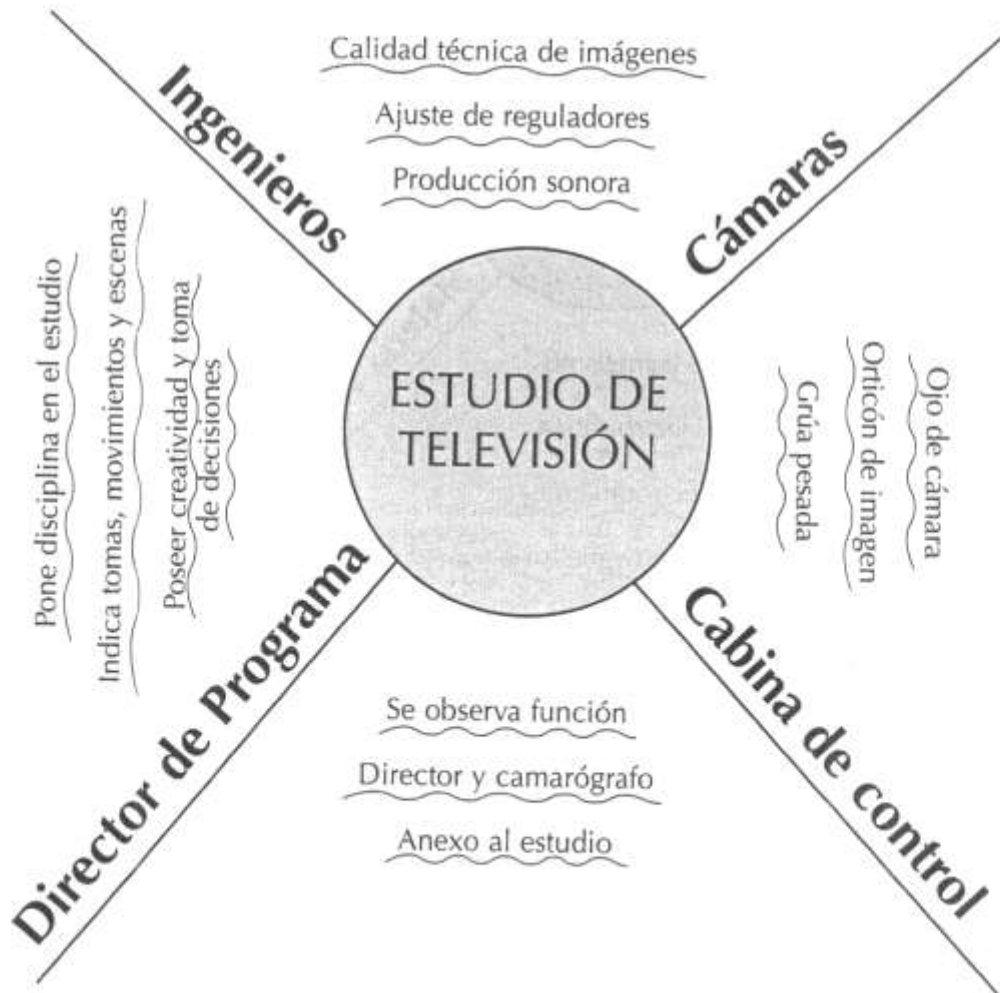 Ingenieros
Calidad técnica de imágenes
Ajuste de reguladores
Producción sonora
Cámaras
Ojo de cámara
Orticón de imagen
Grúa pesada
ESTUDIO DE
TELEVISIÓN
Pone disciplina en el estudio
Indica tomas, movimientos y escenas
Poseer creatividad y toma
de decisiones
Director de Programa
Se observa función
Director y camarógrafo
Anexo al estudio
Cabina de control